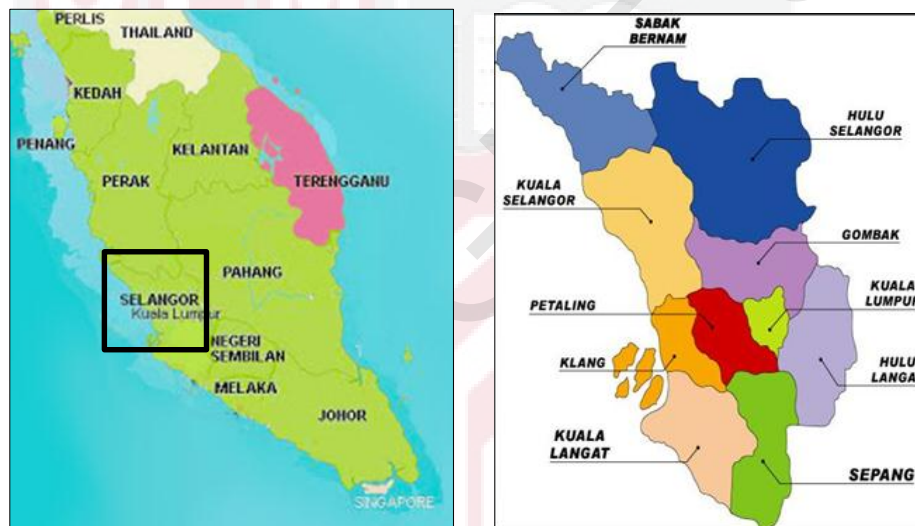 PERLIS
THAILAND
KEDAH
PENANG
KELANTAN
PERAK
TERENGGANU
PAHANG
SELANGOR
Kuala Lumpur
NEGERI
SEMBILAN
MELAKA
JOHOR
SINGAPORE
SABAK
BERNAM
HULU
SELANGOR
KUALA
SELANGOR
GOMBAK
KUALA
LUMPUR
PETALING
KLANG
HULU
LANGA
KUALA
LANGAT
SEPANG